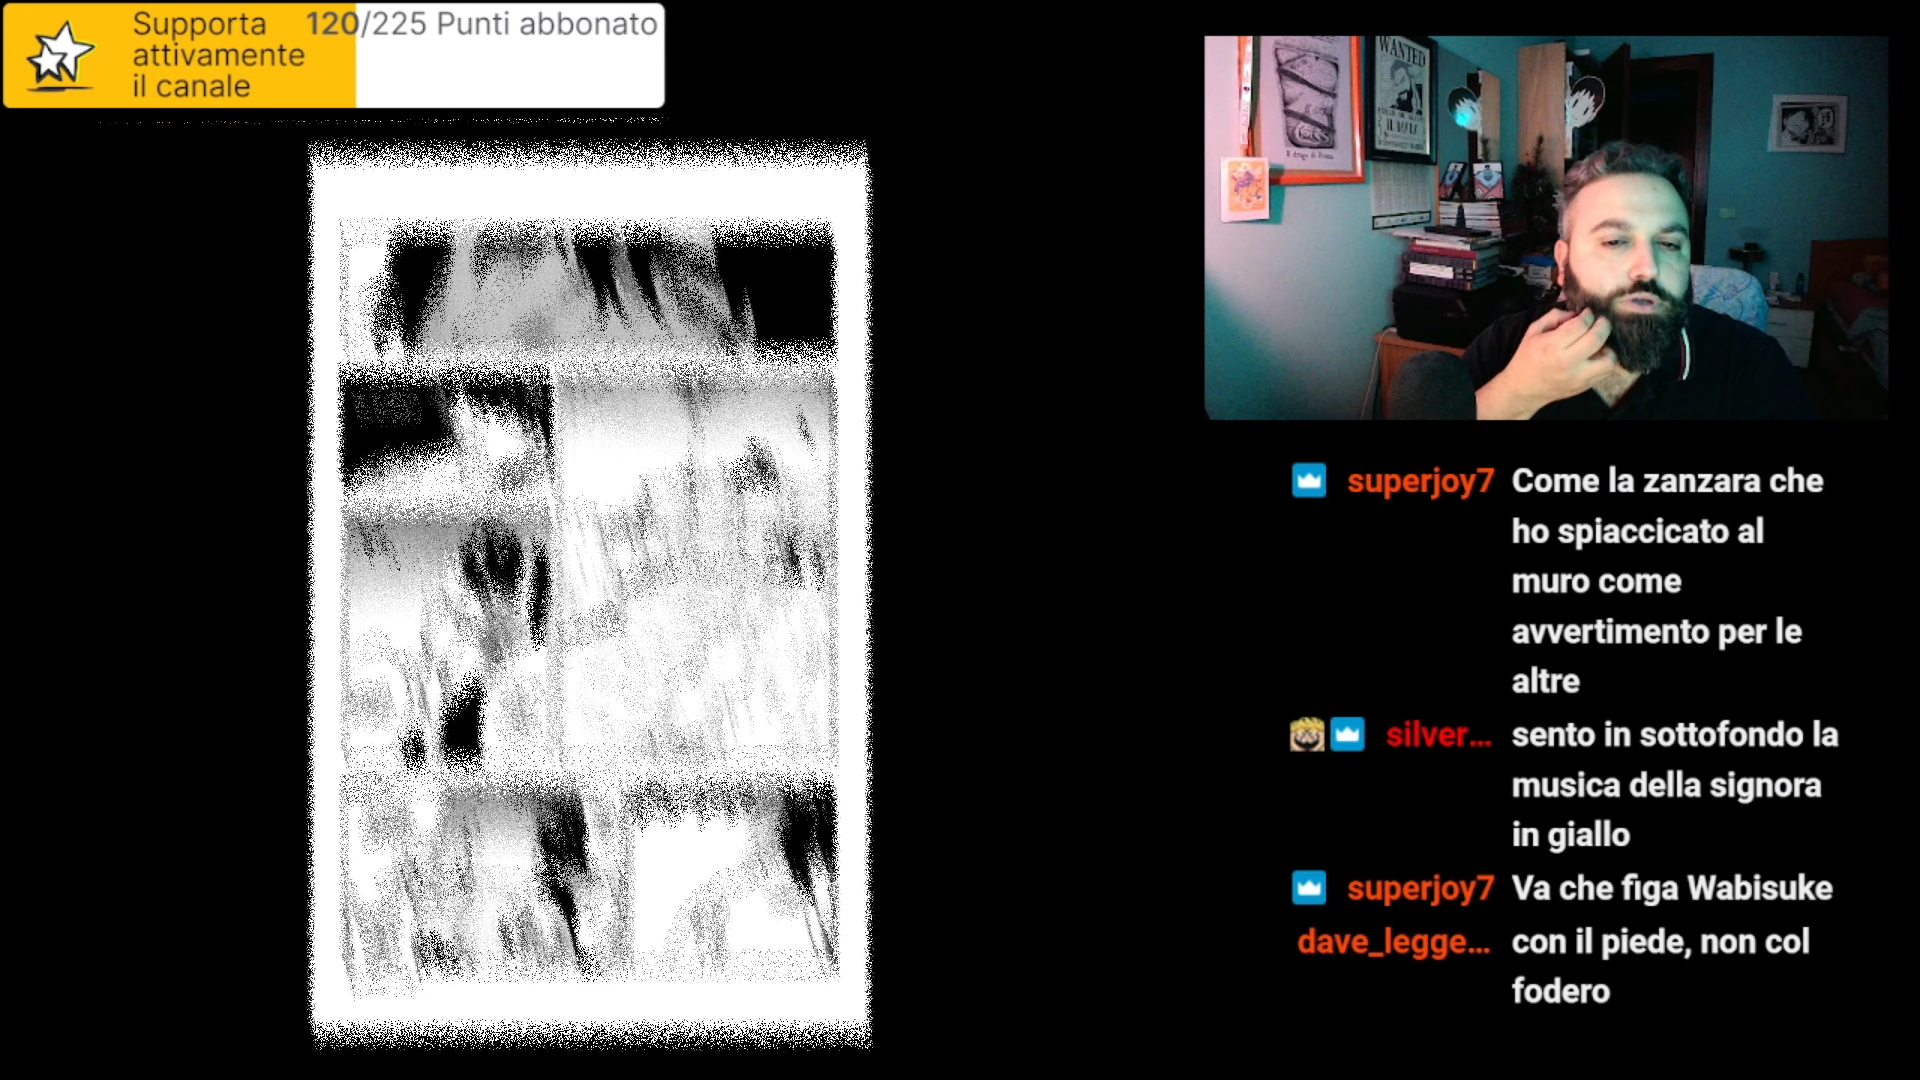 Supporta
attivamente
il canale
120/225 Punti abbonato
WANTED
superjoy7 Come la zanzara che
ho spiaccicato al
muro come
avvertimento per le
altre
silver... sento in sottofondo la
musica della signora
in giallo
superjoy7 Va che figa Wabisuke
dave_legge... con il piede, non col
fodero